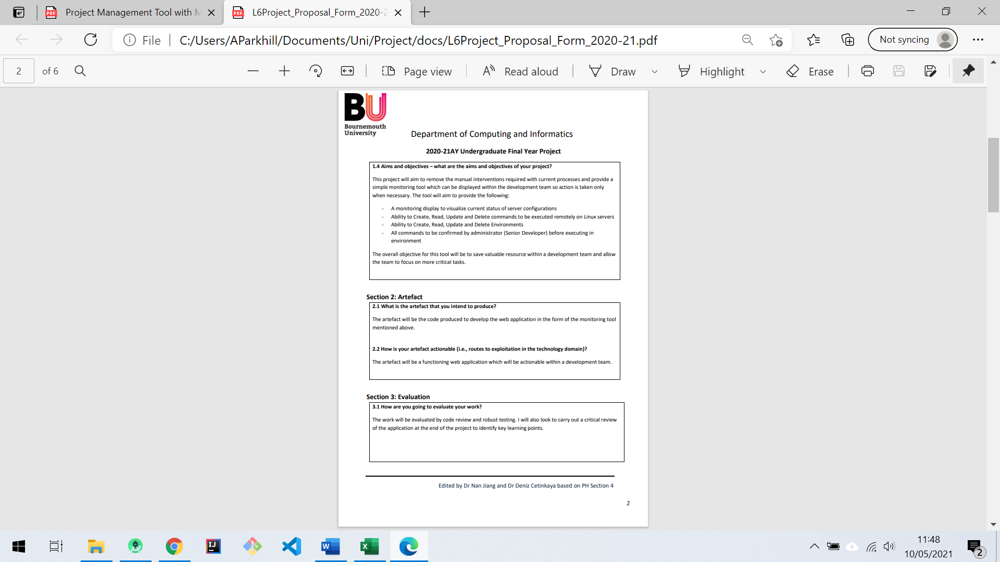 Project Management Tool with M
L6Project_Proposal_Form_2020-2
File
C:/Users/AParkhill/Documents/Uni/Project/docs/L6Project_Proposal_Form_2020-21.pdf
Not syncing
2
of 6
Page view
Read aloud
Draw
Highlight
Erase
BU
Bournemouth
University
Department of Computing and Informatics
2020-21AY Undergraduate Final Year Project
1.4 Aims and objectives – what are the aims and objectives of your project?
This project will aim to remove the manual interventions required with current processes and provide a
simple monitoring tool which can be displayed within the development team so action is taken only
when necessary. The tool will aim to provide the following:
- A monitoring display to visualize current status of server configurations
- Ability to Create, Read, Update and Delete commands to be executed remotely on Linux servers
- Ability to Create, Read, Update and Delete Environments
- All commands to be confirmed by administrator (Senior Developer) before executing in
environment
The overall objective for this tool will be to save valuable resource within a development team and allow
the team to focus on more critical tasks.
Section 2: Artefact
2.1 What is the artefact that you intend to produce?
The artefact will be the code produced to develop the web application in the form of the monitoring tool
mentioned above.
2.2 How is your artefact actionable (i.e., routes to exploitation in the technology domain)?
The artefact will be a functioning web application which will be actionable within a development team.
Section 3: Evaluation
3.1 How are you going to evaluate your work?
The work will be evaluated by code review and robust testing. I will also look to carry out a critical review
of the application at the end of the project to identify key learning points.
Edited by Dr Nan Jiang and Dr Deniz Cetinkaya based on PH Section 4
2
11:48
10/05/2021
2